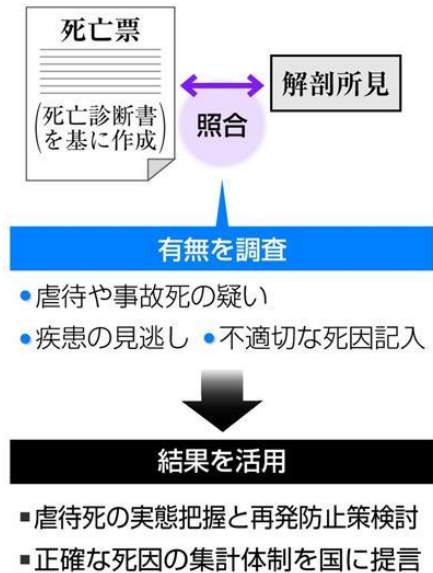 死亡票
(死亡診断書
を基に作成)
照合
解剖所見
有無を調査
●虐待や事故死の疑い
●疾患の見逃し ●不適切な死因記入
結果を活用
■虐待死の実態把握と再発防止策検討
■正確な死因の集計体制を国に提言